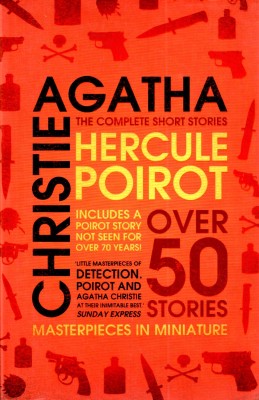 AGATHA
CHRISTIE
THE COMPLETE SHORT STORIES
HERCULE
POIROT
INCLUDES A
POIROT STORY
NOT SEEN FOR
OVER 70 YEARS!
OVER
50
STORIES
'LITTLE MASTERPIECES OF
DETECTION,
POIROT AND
AGATHA CHRISTIE
AT THEIR INIMITABLE BEST
SUNDAY EXPRESS
MASTERPIECES IN MINIATURE